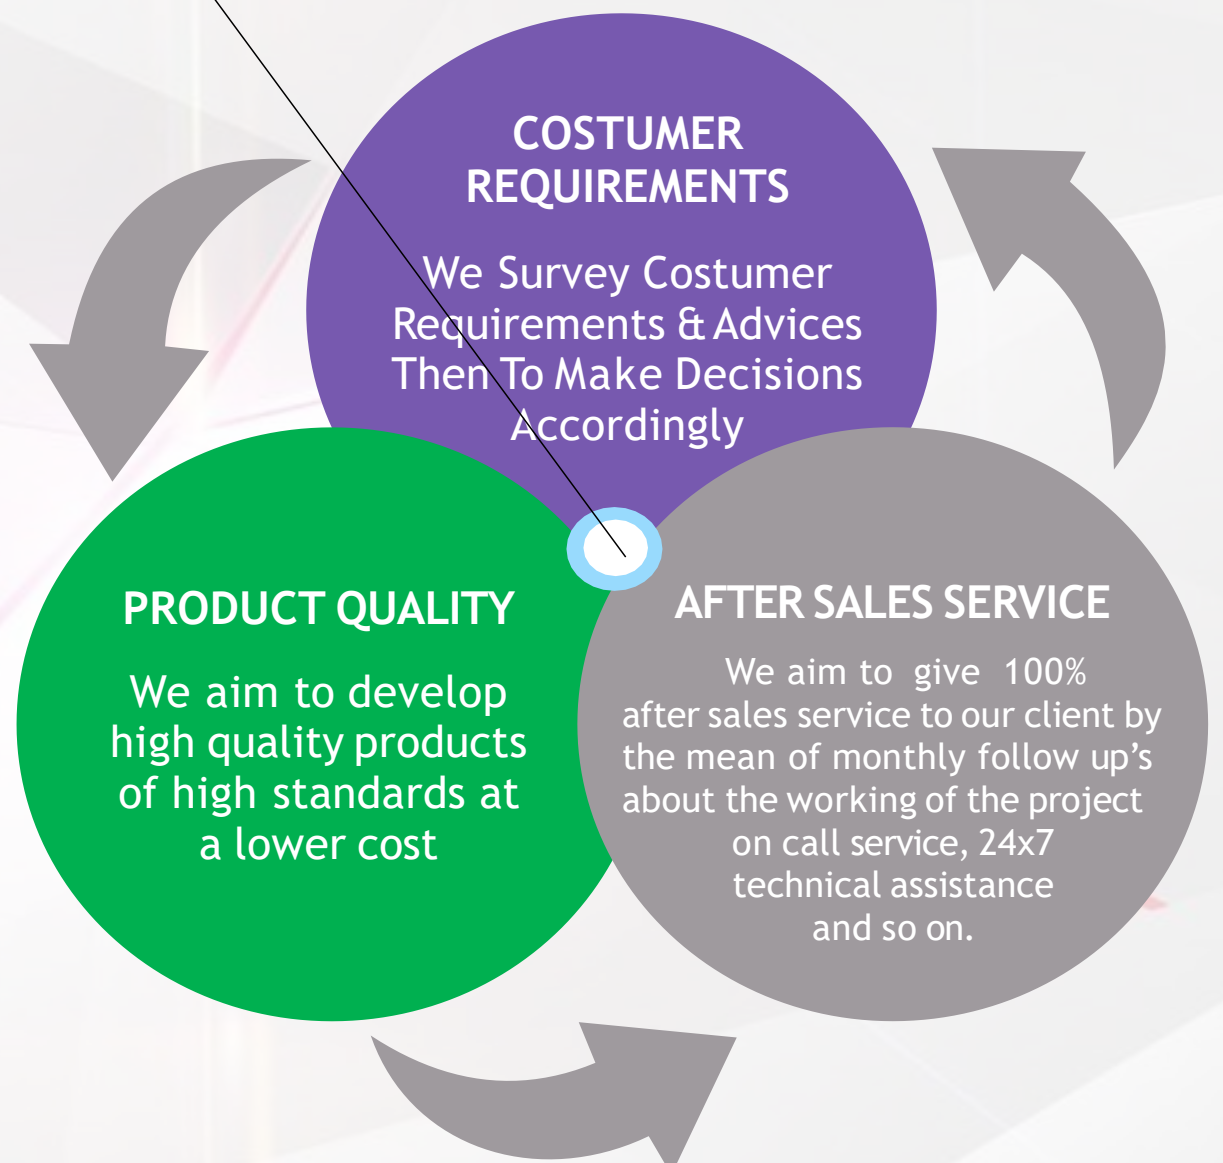 COSTUMER
REQUIREMENTS
We Survey Costumer
Requirements & Advices
Then To Make Decisions
Accordingly
PRODUCT QUALITY
We aim to develop
high quality products
of high standards at
a lower cost
AFTER SALES SERVICE
We aim to give 100%
after sales service to our client by
the mean of monthly follow up’s
about the working of the project
on call service, 24x7
technical assistance
and so on.